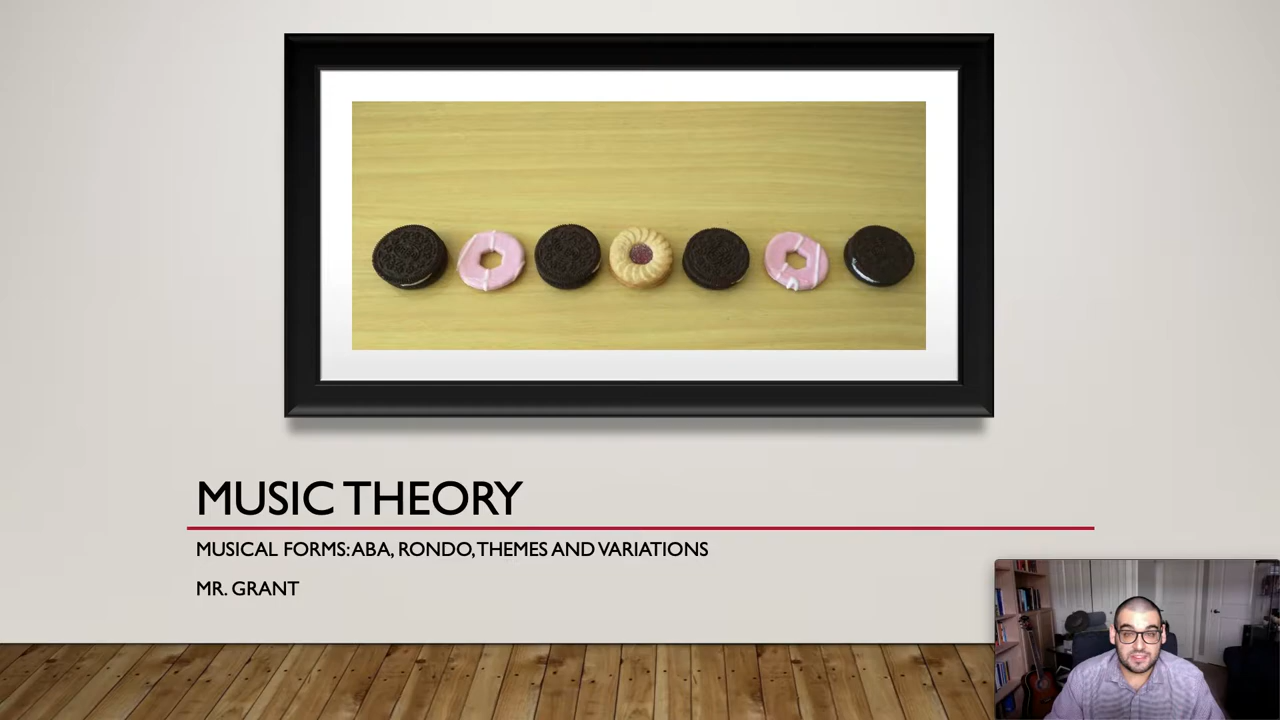 MUSIC THEORY
MUSICAL FORMS: ABA, RONDO, THEMES AND VARIATIONS
MR. GRANT